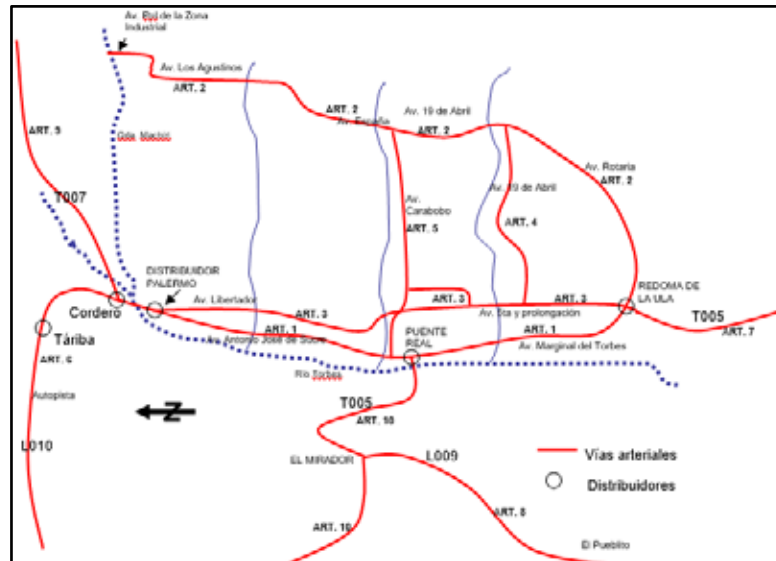 Av. Ppl de la Zona
Industrial
Av. Los Agustinos
ART. 2
ART. 2
Av. España
Av. 19 de Abril
ART. 2
ART. 9
Qda. Machirí
Av. Rotaria
ART. 2
T007
Av.
Carabobo
ART. 5
Av. 19 de Abril
ART. 4
DISTRIBUIDOR
PALERMO
REDOMA DE
LA ULA
Cordero
Av. Libertador
ART. 3
ART. 3
ART. 3
Av. 5ta y prolongación
T005
ART. 7
Táriba
ART. 6
ART. 1
Av. Antonio José de Sucre
PUENTE
REAL
ART. 1
Av. Marginal del Torbes
Río Torbes
Autopista
N
T005
ART. 10
L010
EL MIRADOR
L009
Vías arteriales
Distribuidores
ART. 10
ART. 8
El Pueblito